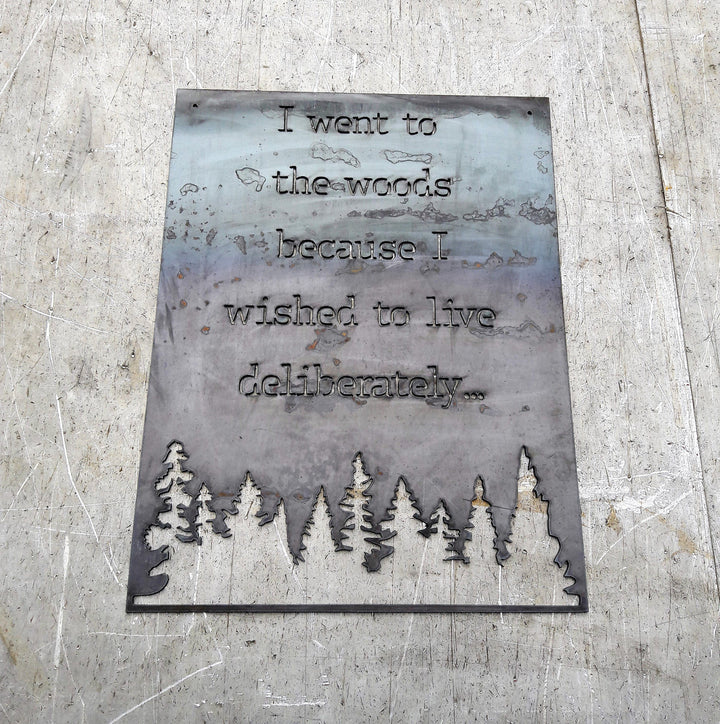 I went to
the woods
because I
wished to live
deliberately...